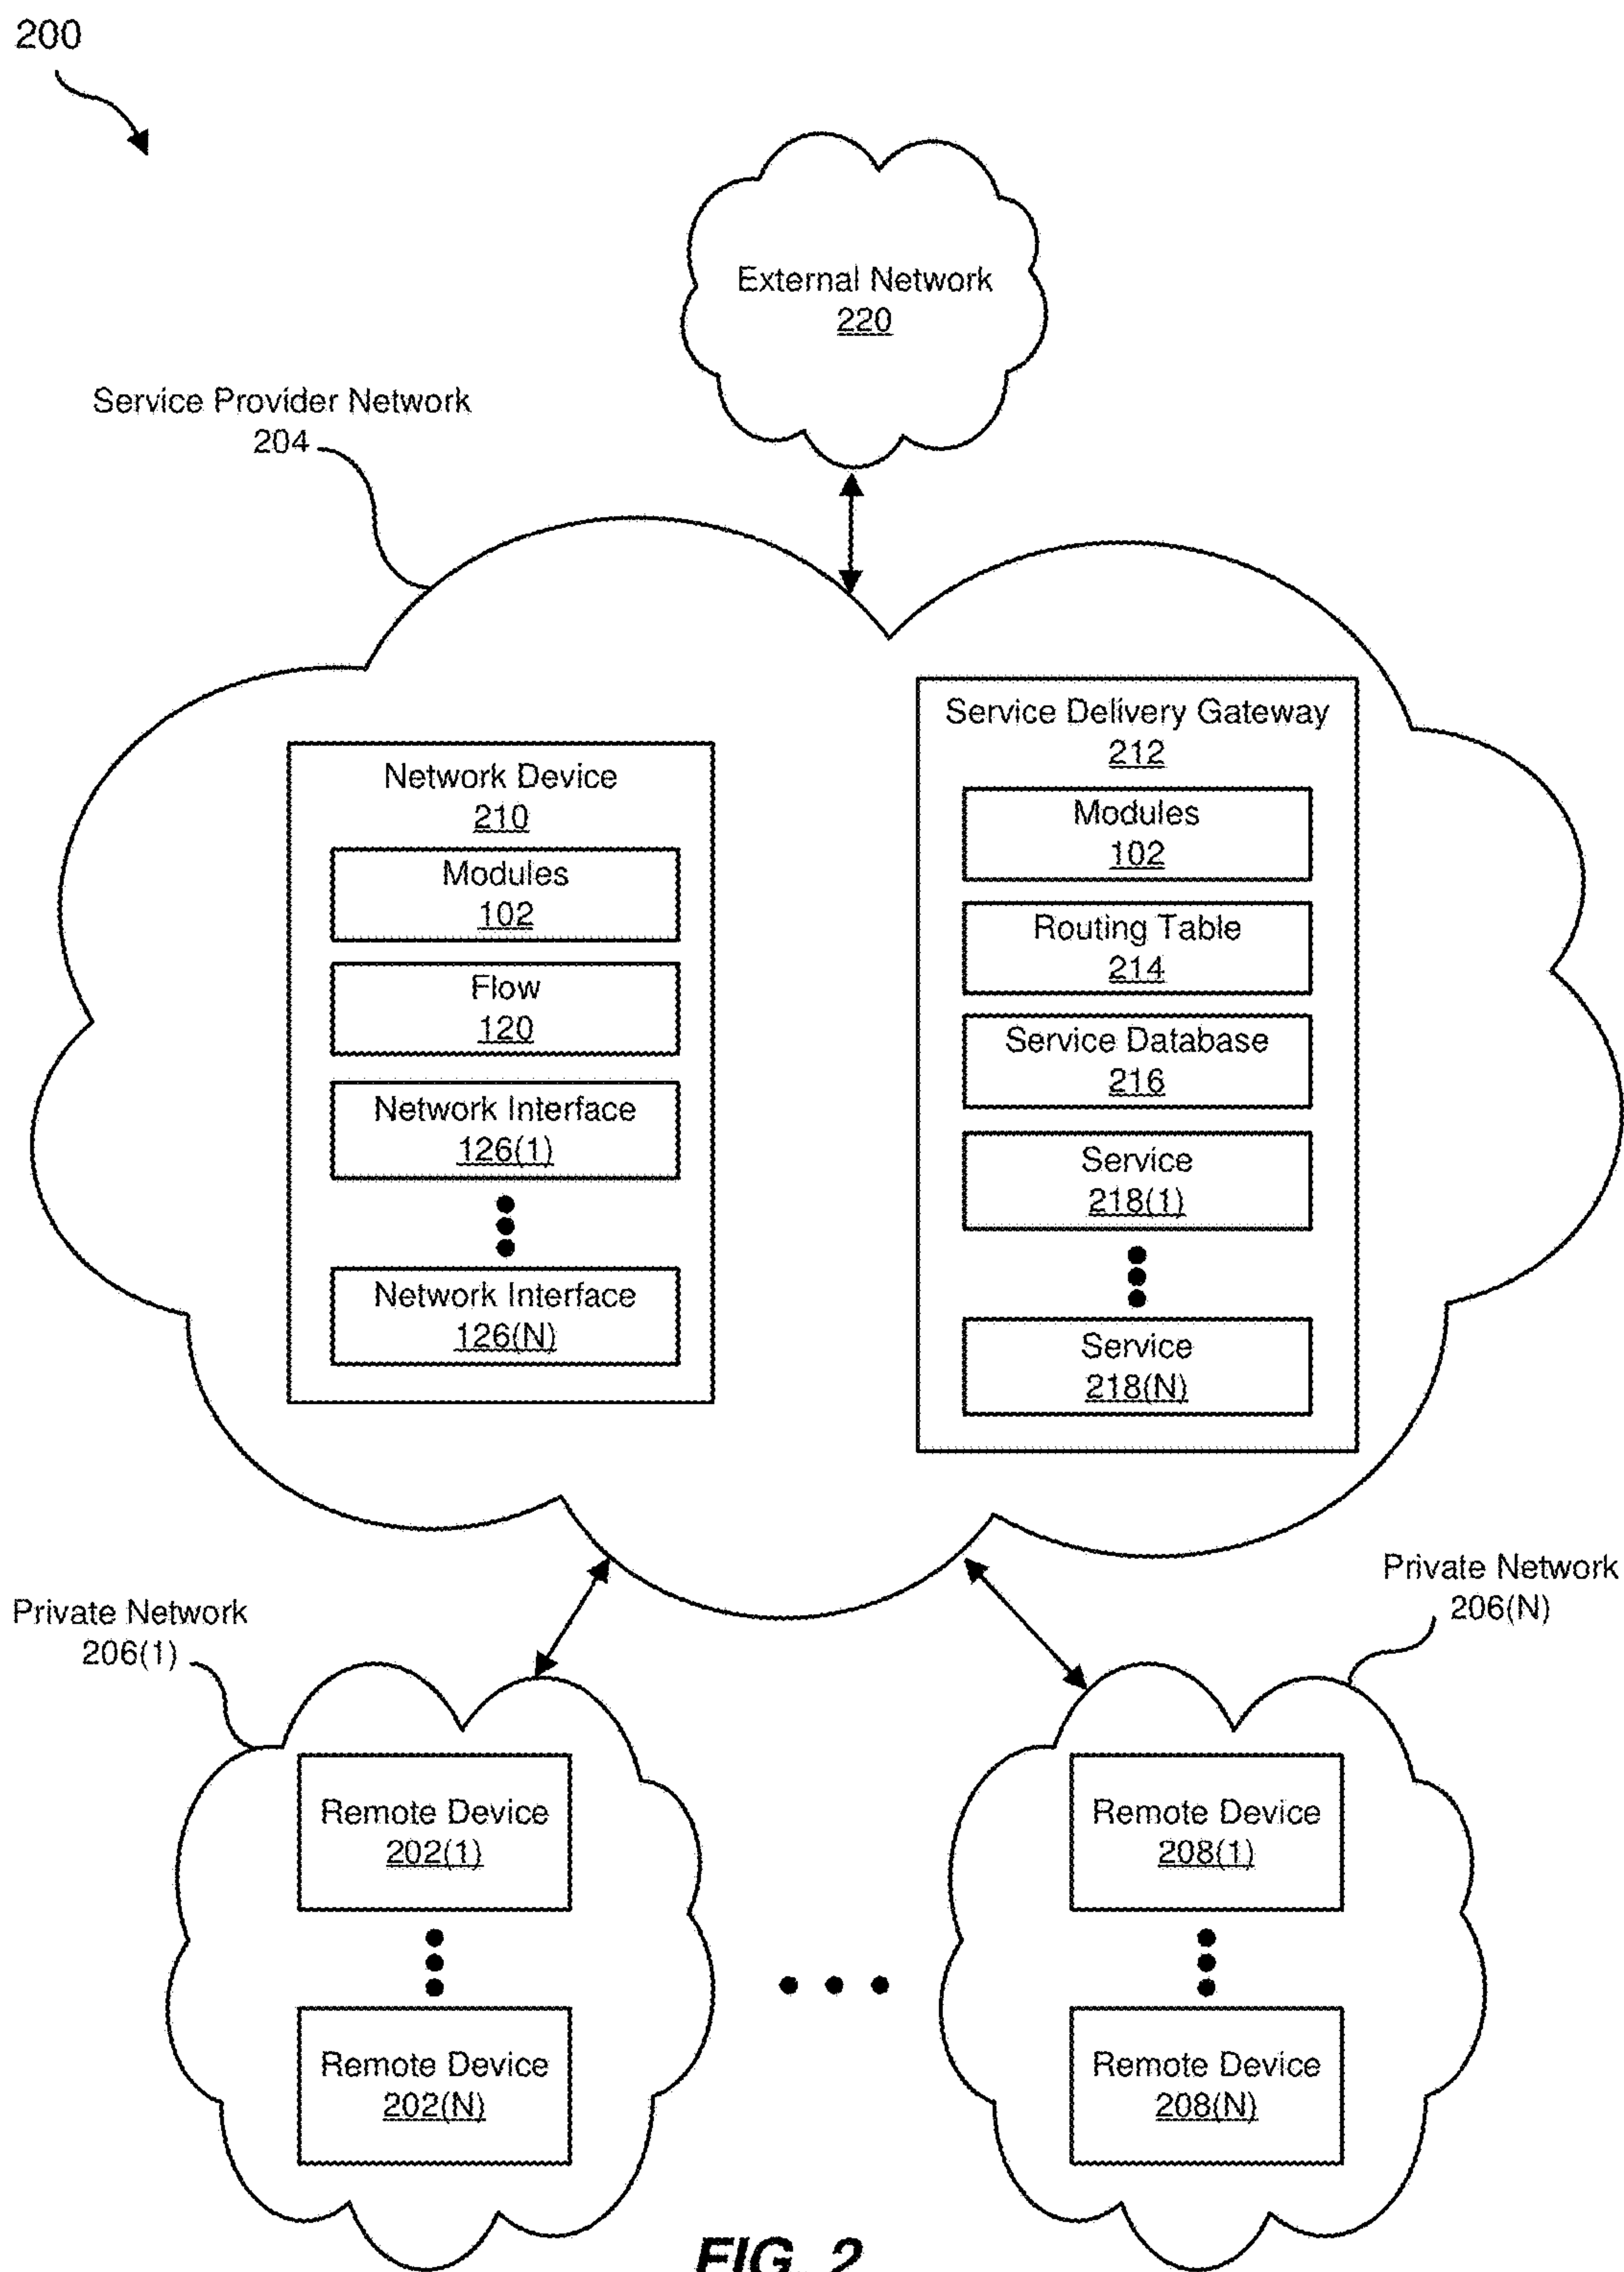 200
External Network
220
Service Provider Network
204
Network Device
210
Modules
102
Flow
120
Network Interface
126(1)
Network Interface
126(N)
Service Delivery Gateway
212
Modules
102
Routing Table
214
Service Database
216
Service
218(1)
Service
218(N)
Private Network
206(1)
Private Network
206(N)
Remote Device
202(1)
Remote Device
202(N)
Remote Device
208(1)
Remote Device
208(N)
FIG. 2